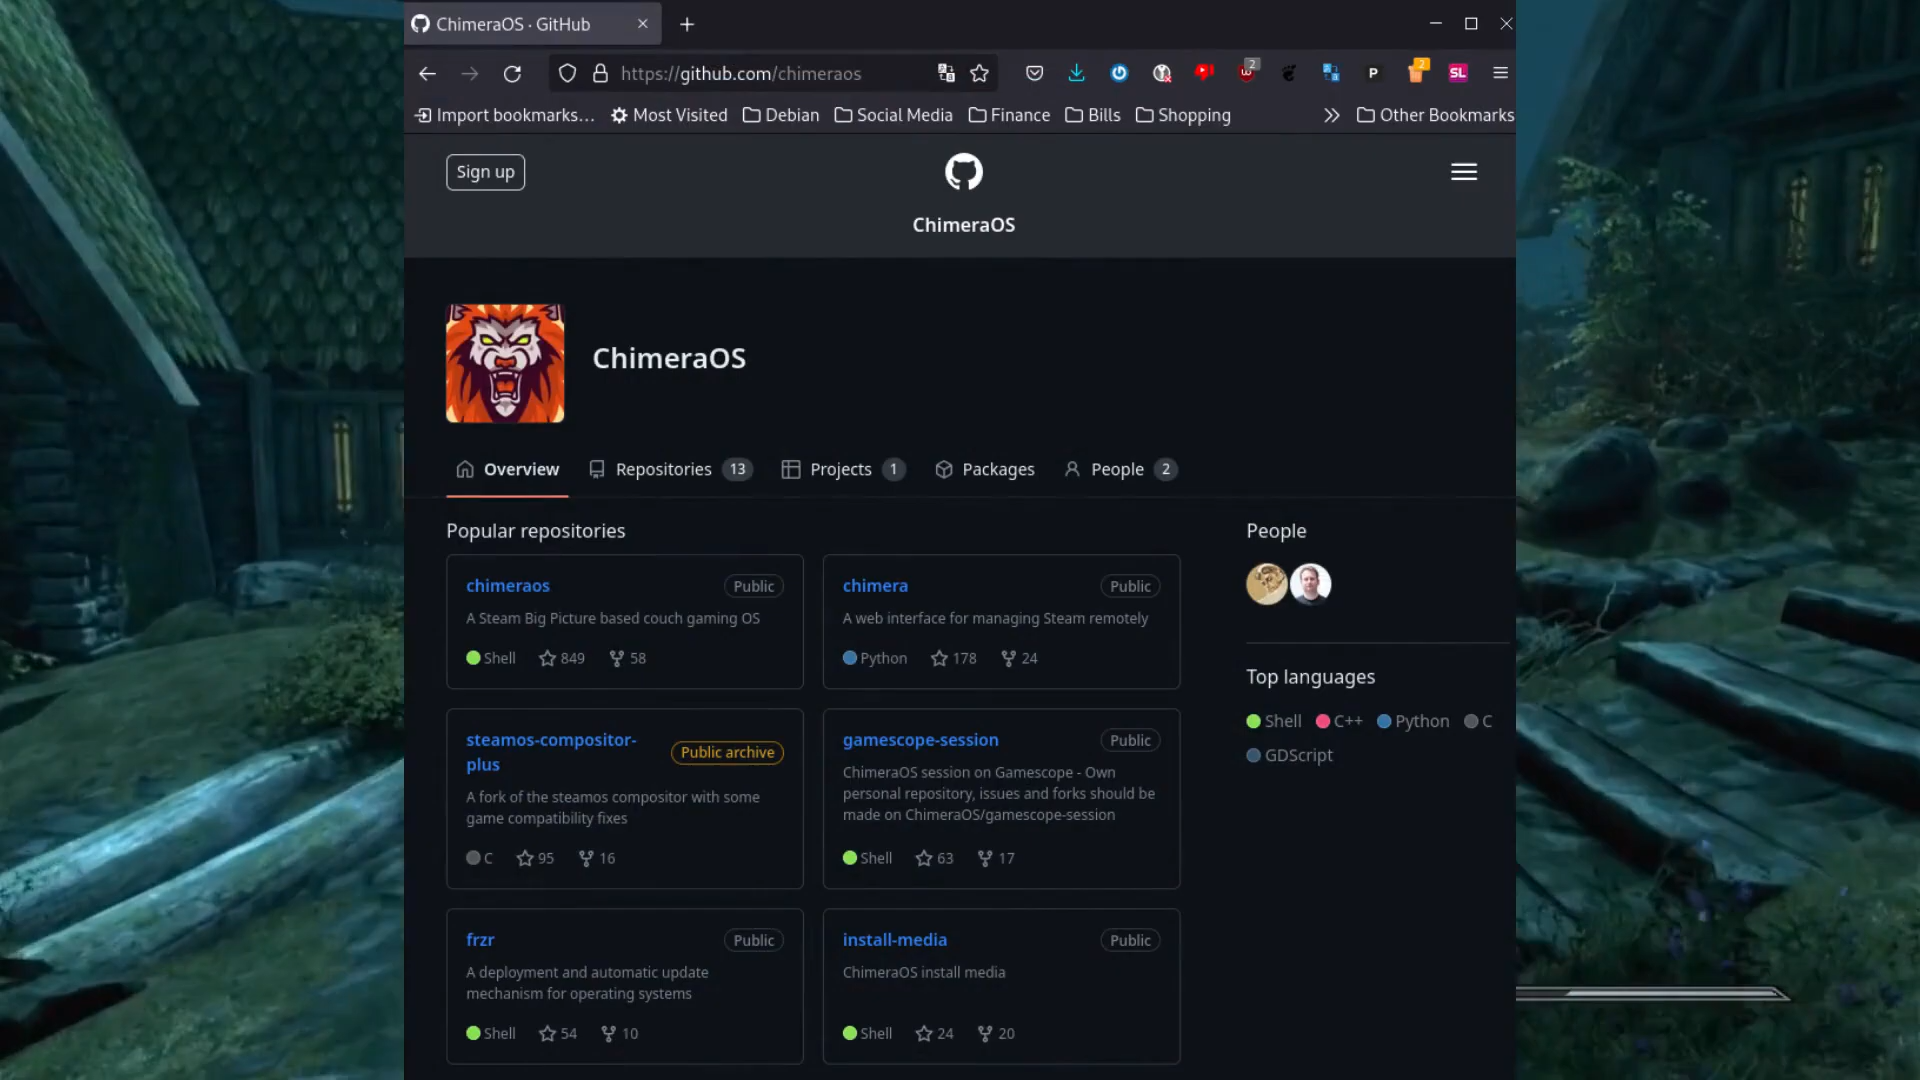 ChimeraOS · GitHub
https://github.com/chimeraos
2
P
2
SL
Import bookmarks...
Most Visited
Debian
Social Media
Finance
Bills
Shopping
Other Bookmarks
Sign up
ChimeraOS
ChimeraOS
Overview
Repositories 13
Projects 1
Packages
People 2
Popular repositories
chimeraos
Public
A Steam Big Picture based couch gaming OS
Shell 849 58
chimera
Public
A web interface for managing Steam remotely
Python 178 24
steamos-compositor-
plus
Public archive
A fork of the steamos compositor with some
game compatibility fixes
C 95 16
gamescope-session
Public
ChimeraOS session on Gamescope - Own
personal repository, issues and forks should be
made on ChimeraOS/gamescope-session
Shell 63 17
frzr
Public
A deployment and automatic update
mechanism for operating systems
Shell 54 10
install-media
Public
ChimeraOS install media
Shell 24 20
People
Top languages
Shell C++ Python C
GDScript